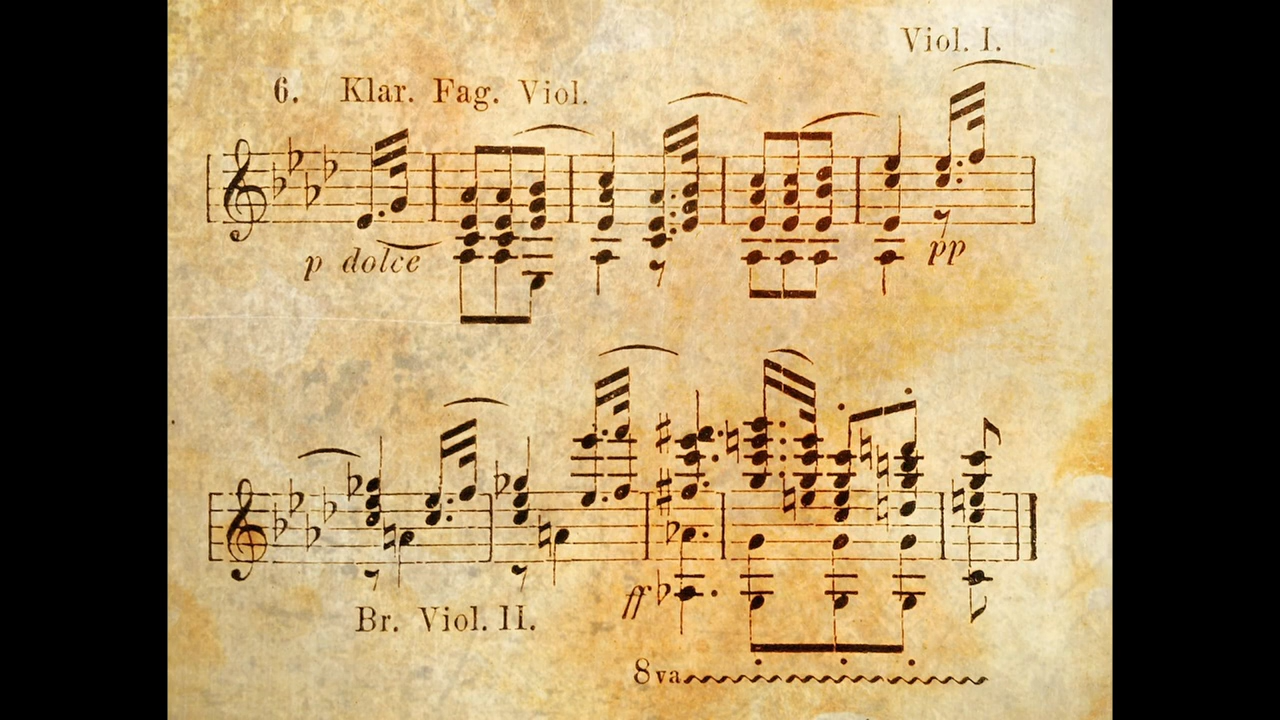 Viol. I.
6. Klar. Fag. Viol.
p dolce
pp
ff
Br. Viol. II.
8va